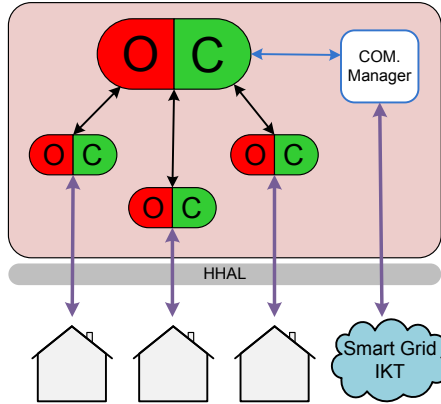 O C
COM.
Manager
O C
O C
O C
HHAL
Smart Grid
IKT